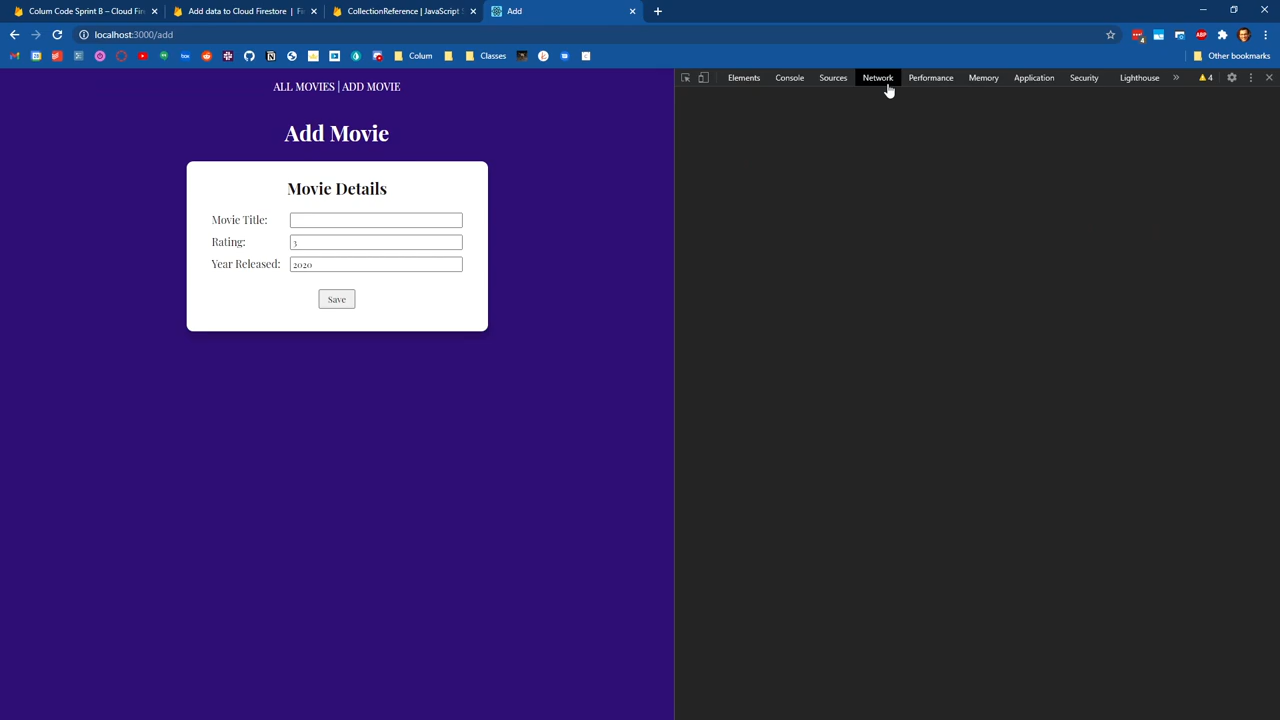 Colum Code Sprint B – Cloud Fir
Add data to Cloud Firestore | Fi
CollectionReference | JavaScript S
Add
localhost:3000/add
Colum
Classes
Other bookmarks
ALL MOVIES | ADD MOVIE
Add Movie
Movie Details
Movie Title:
Rating: 3
Year Released: 2020
Save
Elements Console Sources Network Performance Memory Application Security Lighthouse » 4